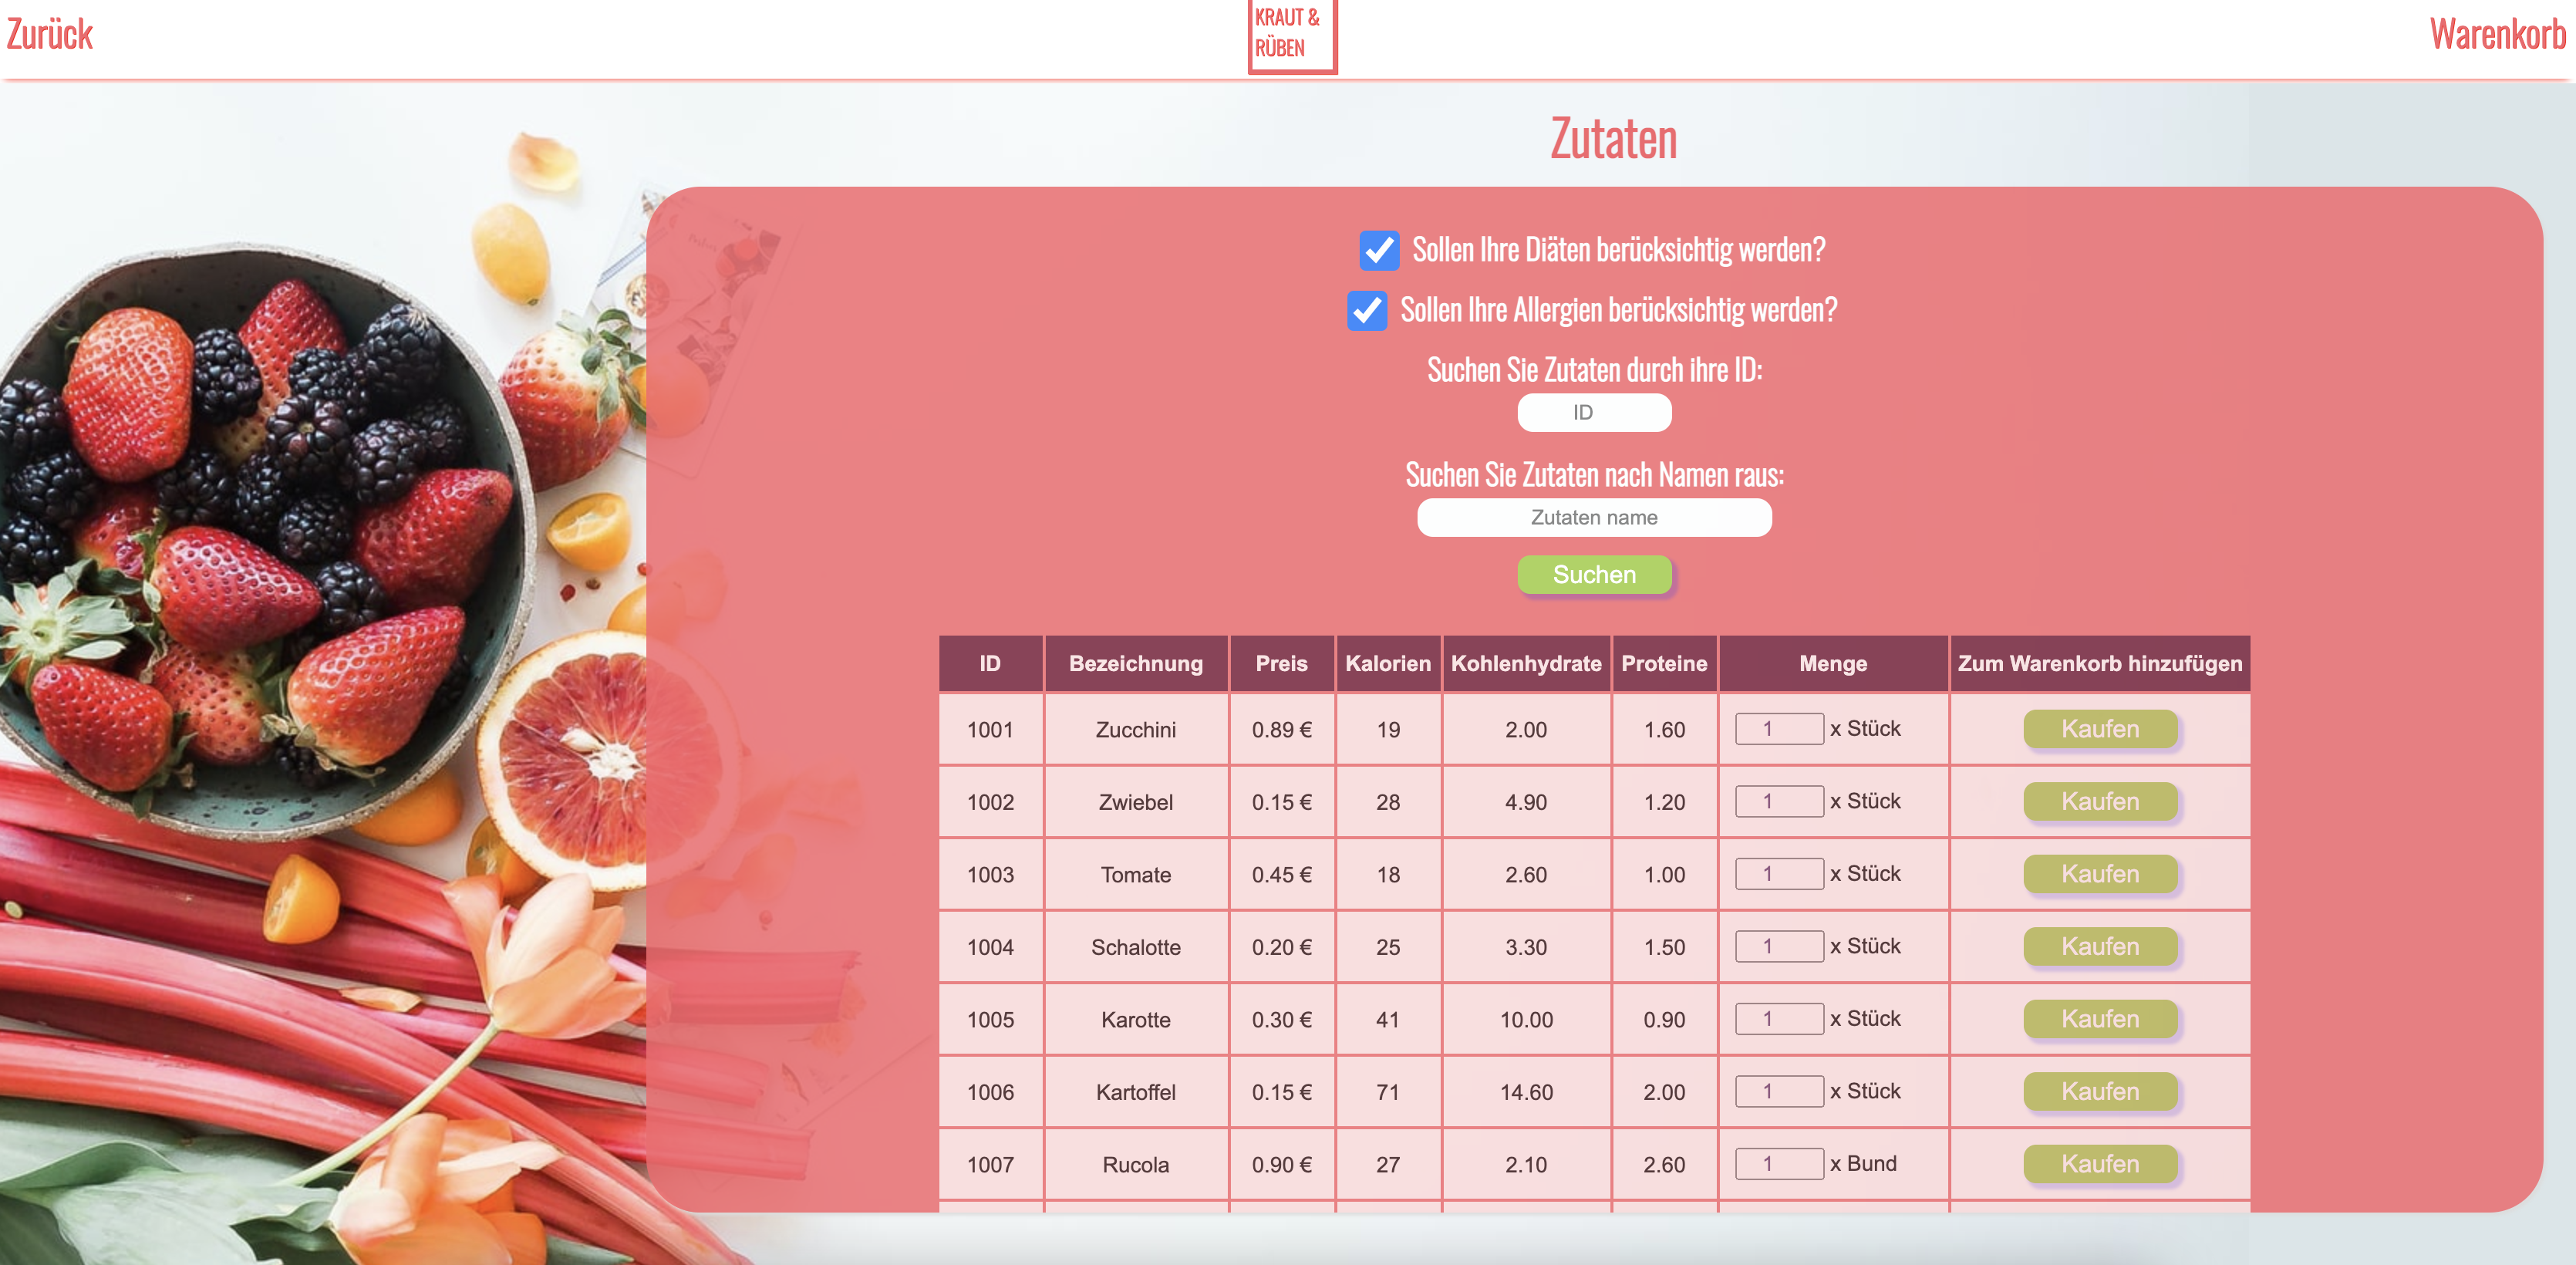 Zurück
KRAUT &
RÜBEN
Warenkorb
Zutaten
Sollen Ihre Diäten berücksichtig werden?
Sollen Ihre Allergien berücksichtig werden?
Suchen Sie Zutaten durch ihre ID:
ID
Suchen Sie Zutaten nach Namen raus:
Zutaten name
Suchen
ID Bezeichnung Preis Kalorien Kohlenhydrate Proteine Menge Zum Warenkorb hinzufügen
1001 Zucchini 0.89 € 19 2.00 1.60 1 x Stück Kaufen
1002 Zwiebel 0.15 € 28 4.90 1.20 1 x Stück Kaufen
1003 Tomate 0.45 € 18 2.60 1.00 1 x Stück Kaufen
1004 Schalotte 0.20 € 25 3.30 1.50 1 x Stück Kaufen
1005 Karotte 0.30 € 41 10.00 0.90 1 x Stück Kaufen
1006 Kartoffel 0.15 € 71 14.60 2.00 1 x Stück Kaufen
1007 Rucola 0.90 € 27 2.10 2.60 1 x Bund Kaufen